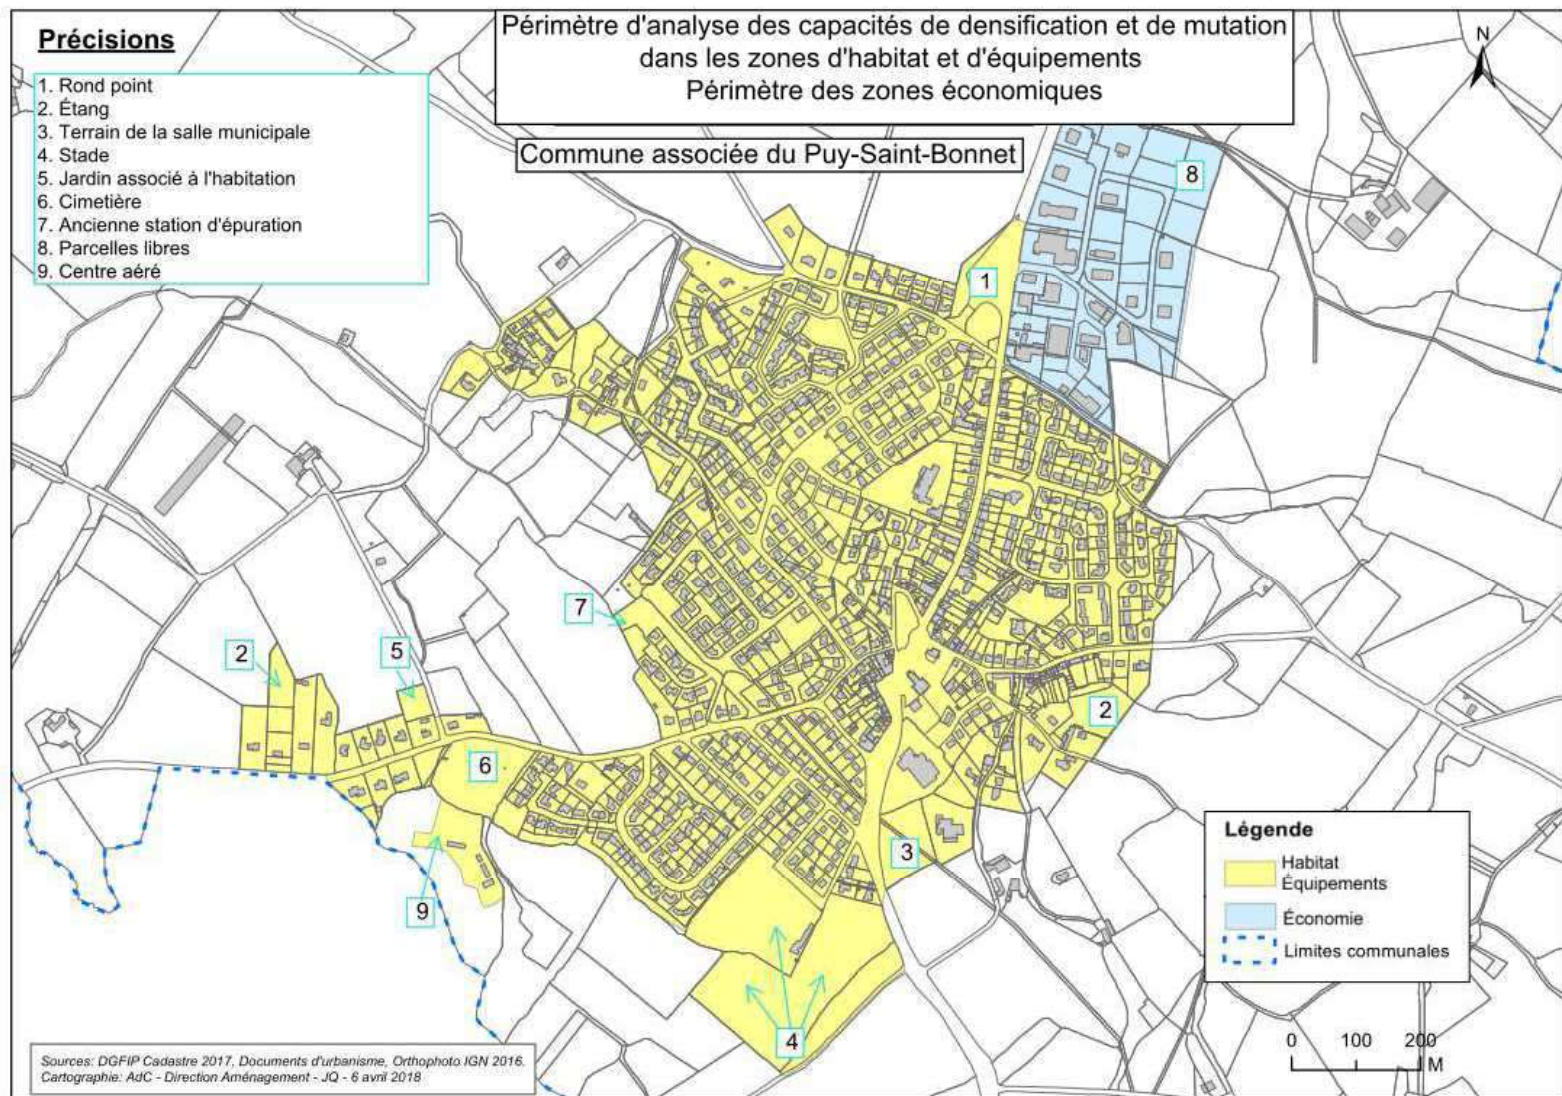 Précisions
1. Rond point
2. Étang
3. Terrain de la salle municipale
4. Stade
5. Jardin associé à l'habitation
6. Cimetière
7. Ancienne station d'épuration
8. Parcelles libres
9. Centre aéré
Périmètre d'analyse des capacités de densification et de mutation
dans les zones d'habitat et d'équipements
Périmètre des zones économiques
Commune associée du Puy-Saint-Bonnet
N
8
1
7
2
5
2
6
3
9
4
Légende
Habitat
Équipements
Économie
Limites communales
0 100 200
M
Sources: DGFIP Cadastre 2017, Documents d'urbanisme, Orthophoto IGN 2016.
Cartographie: AdC - Direction Aménagement - JQ - 6 avril 2018